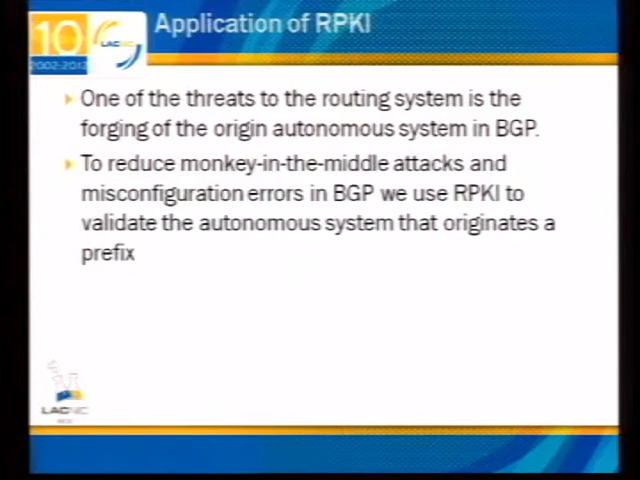 Application of RPKI
10
LACNIC
2002-2012
One of the threats to the routing system is the
forging of the origin autonomous system in BGP.
To reduce monkey-in-the-middle attacks and
misconfiguration errors in BGP we use RPKI to
validate the autonomous system that originates a
prefix
LACNIC